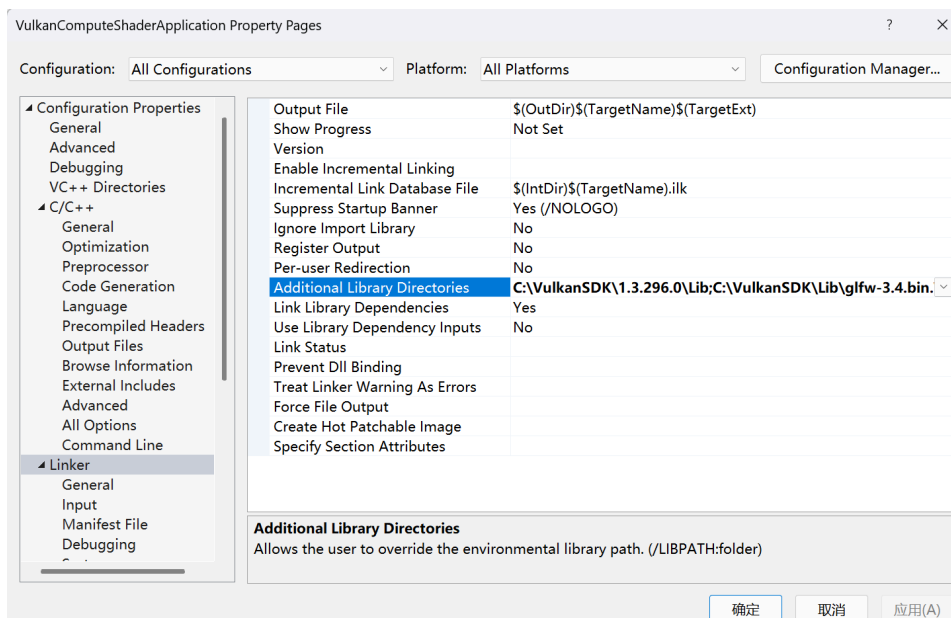 VulkanComputeShaderApplication Property Pages ? ×
Configuration: All Configurations Platform: All Platforms Configuration Manager...
Configuration Properties
General
Advanced
Debugging
VC++ Directories
C/C++
General
Optimization
Preprocessor
Code Generation
Language
Precompiled Headers
Output Files
Browse Information
External Includes
Advanced
All Options
Command Line
Linker
General
Input
Manifest File
Debugging
Output File $(OutDir)$(TargetName)$(TargetExt)
Show Progress Not Set
Version
Enable Incremental Linking
Incremental Link Database File $(IntDir)$(TargetName).ilk
Suppress Startup Banner Yes (/NOLOGO)
Ignore Import Library No
Register Output No
Per-user Redirection No
Additional Library Directories C:\VulkanSDK\1.3.296.0\Lib;C:\VulkanSDK\Lib\glfw-3.4.bin.
Link Library Dependencies Yes
Use Library Dependency Inputs No
Link Status
Prevent Dll Binding
Treat Linker Warning As Errors
Force File Output
Create Hot Patchable Image
Specify Section Attributes
Additional Library Directories
Allows the user to override the environmental library path. (/LIBPATH:folder)
确定 取消 应用(A)